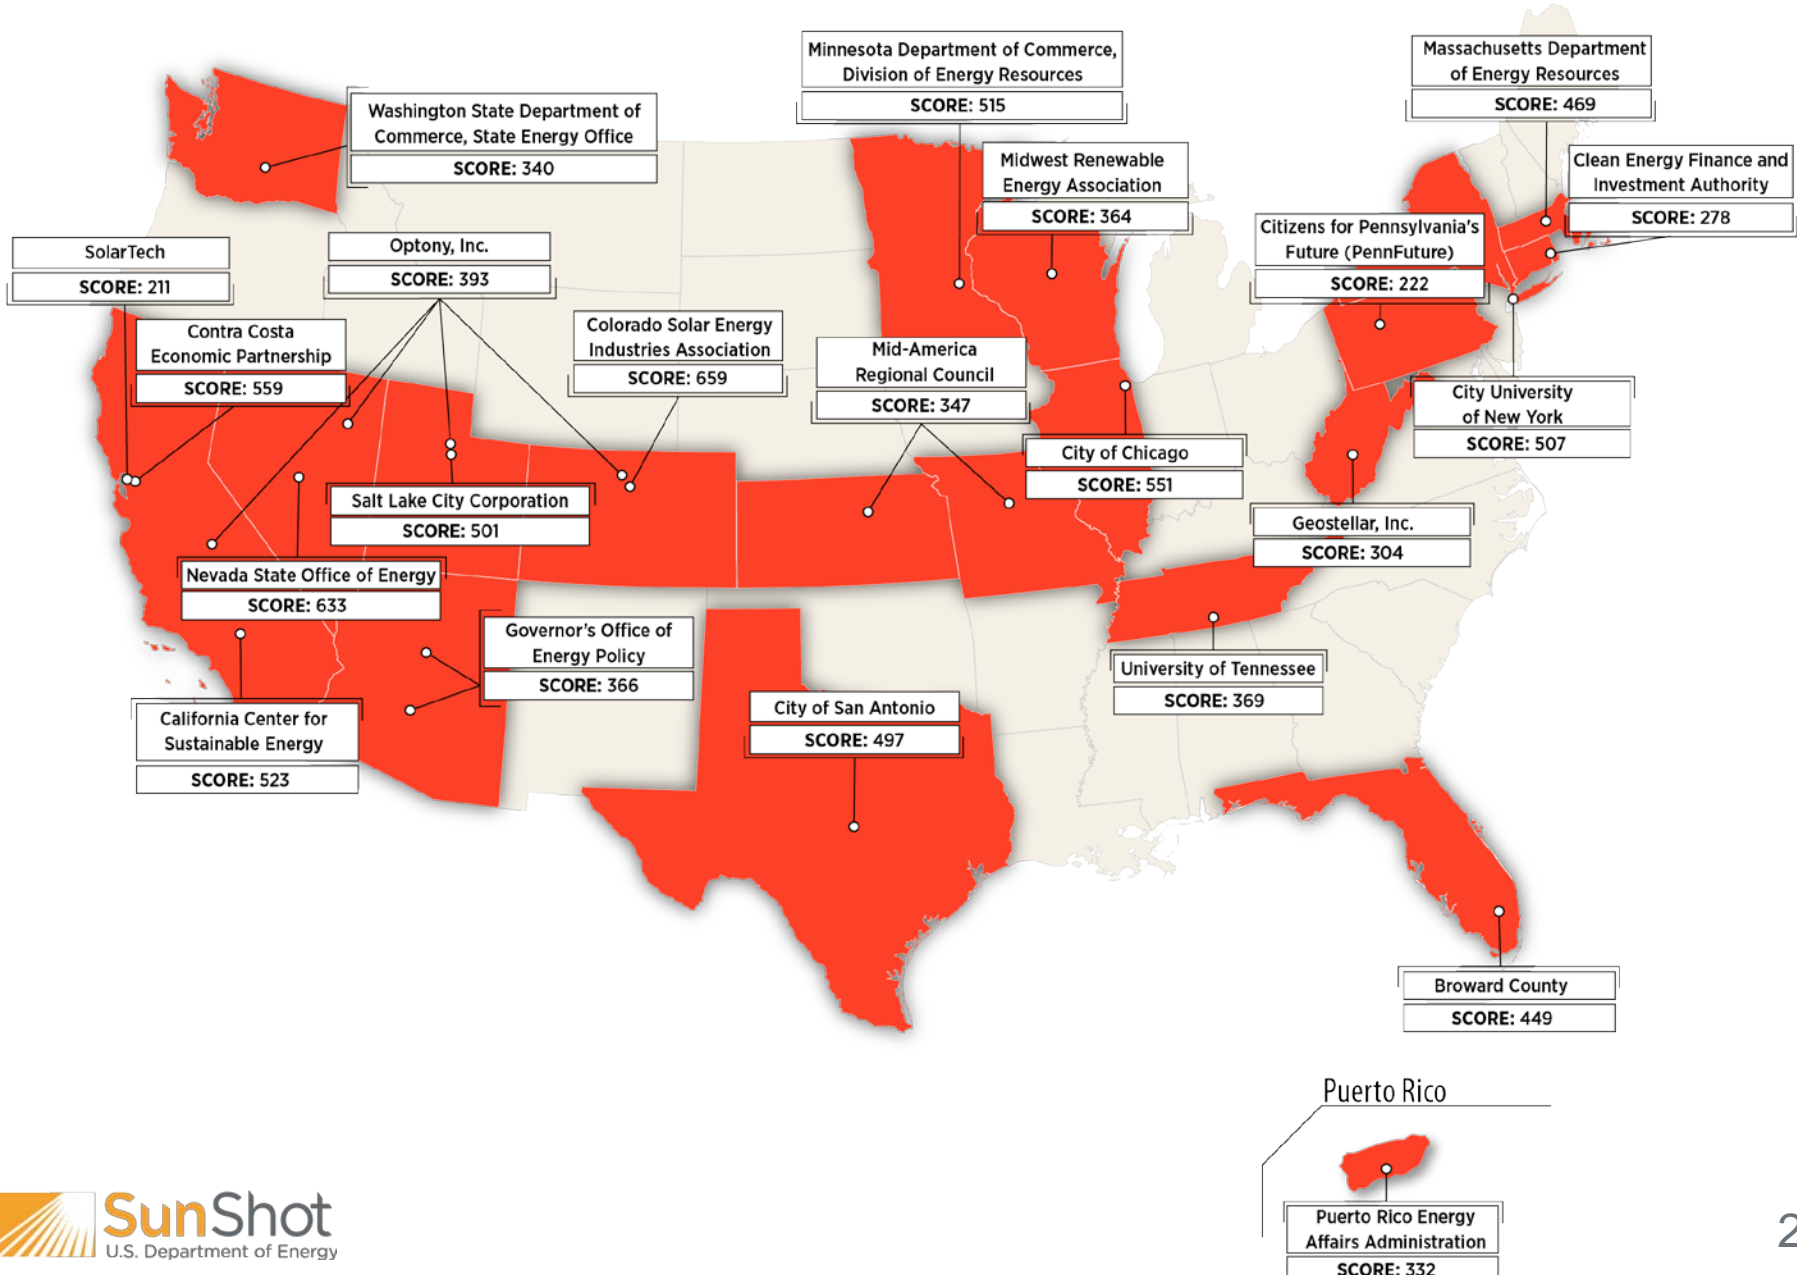 Minnesota Department of Commerce,
Division of Energy Resources
SCORE: 515
Massachusetts Department
of Energy Resources
SCORE: 469
Washington State Department of
Commerce, State Energy Office
SCORE: 340
Midwest Renewable
Energy Association
SCORE: 364
Clean Energy Finance and
Investment Authority
SCORE: 278
Citizens for Pennsylvania's
Future (PennFuture)
SCORE: 222
SolarTech
SCORE: 211
Optony, Inc.
SCORE: 393
Contra Costa
Economic Partnership
SCORE: 559
Colorado Solar Energy
Industries Association
SCORE: 659
Mid-America
Regional Council
SCORE: 347
City University
of New York
SCORE: 507
City of Chicago
SCORE: 551
Salt Lake City Corporation
SCORE: 501
Geostellar, Inc.
SCORE: 304
Nevada State Office of Energy
SCORE: 633
Governor's Office of
Energy Policy
SCORE: 366
University of Tennessee
SCORE: 369
City of San Antonio
SCORE: 497
California Center for
Sustainable Energy
SCORE: 523
Broward County
SCORE: 449
Puerto Rico
Puerto Rico Energy
Affairs Administration
SCORE: 332
SunShot
U.S. Department of Energy
2